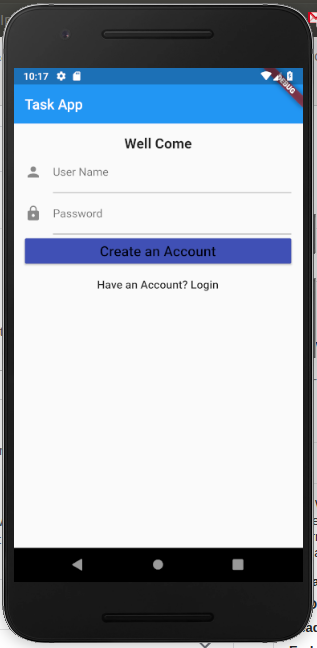 10:17
DEBUG
Task App
Well Come
User Name
Password
Create an Account
Have an Account? Login